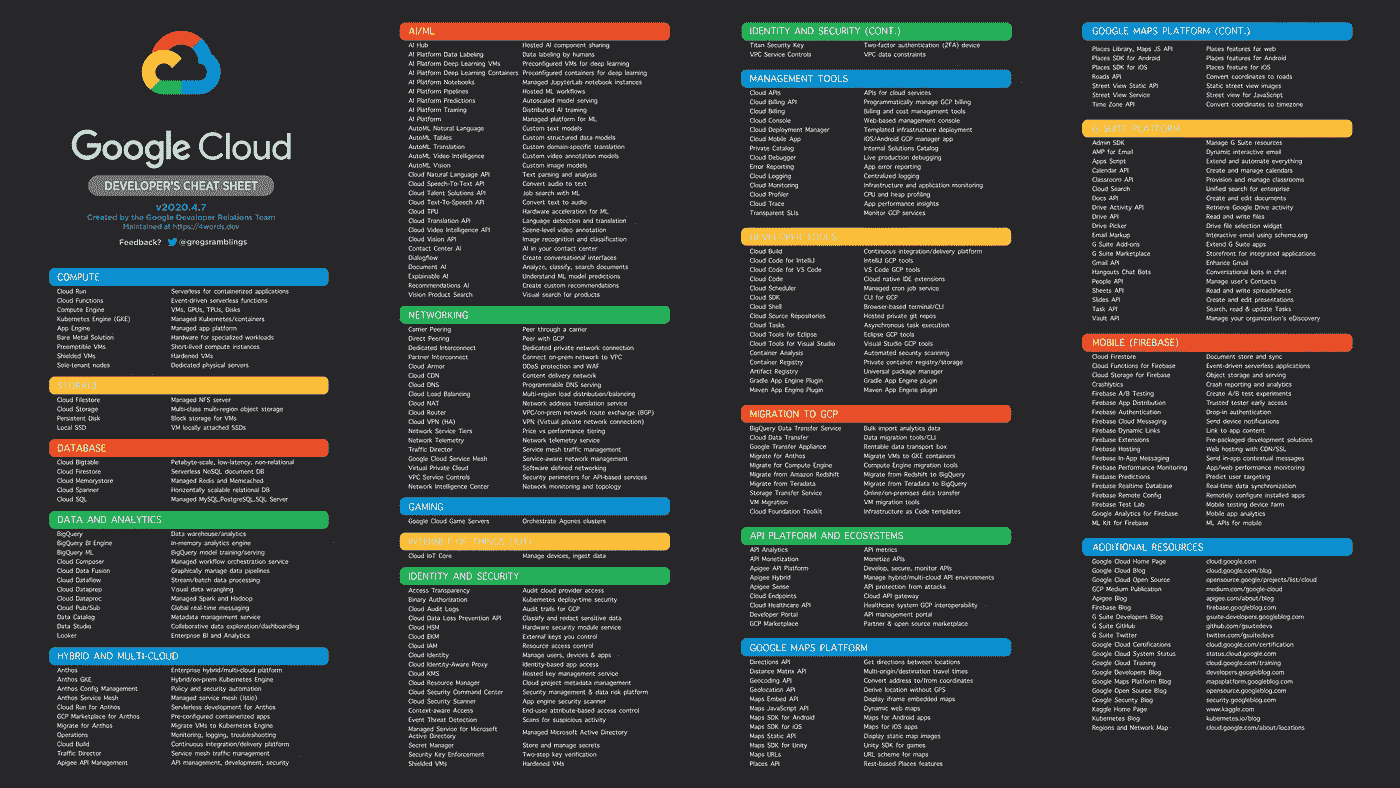 Google Cloud
DEVELOPER'S CHEAT SHEET
v2020.4.7
Created by the Google Developer Relations Team
Maintained at https://4words.dev
Feedback? @gregsramblings
COMPUTE
Cloud Run Serverless for containerized applications
Cloud Functions Event-driven serverless functions
Compute Engine VMs, GPUs, TPUs, Disks
Kubernetes Engine (GKE) Managed Kubernetes/containers
App Engine Managed app platform
Bare Metal Solution Hardware for specialized workloads
Preemptible VMs Short-lived compute instances
Shielded VMs Hardened VMs
Sole-tenant nodes Dedicated physical servers
STORAGE
Cloud Filestore Managed NFS server
Cloud Storage Multi-class multi-region object storage
Persistent Disk Block storage for VMs
Local SSD VM locally attached SSDs
DATABASE
Cloud Bigtable Petabyte-scale, low-latency, non-relational
Cloud Firestore Serverless NoSQL document DB
Cloud Memorystore Managed Redis and Memcached
Cloud Spanner Horizontally scalable relational DB
Cloud SQL Managed MySQL,PostgreSQL,SQL Server
DATA AND ANALYTICS
BigQuery Data warehouse/analytics
BigQuery BI Engine In-memory analytics engine
BigQuery ML BigQuery model training/serving
Cloud Composer Managed workflow orchestration service
Cloud Data Fusion Graphically manage data pipelines
Cloud Dataflow Stream/batch data processing
Cloud Dataprep Visual data wrangling
Cloud Dataproc Managed Spark and Hadoop
Cloud Pub/Sub Global real-time messaging
Data Catalog Metadata management service
Data Studio Collaborative data exploration/dashboarding
Looker Enterprise BI and Analytics
HYBRID AND MULTI-CLOUD
Anthos Enterprise hybrid/multi-cloud platform
Anthos GKE Hybrid/on-prem Kubernetes Engine
Anthos Config Management Policy and security automation
Anthos Service Mesh Managed service mesh (Istio)
Cloud Run for Anthos Serverless development for Anthos
GCP Marketplace for Anthos Pre-configured containerized apps
Migrate for Anthos Migrate VMs to Kubernetes Engine
Operations Monitoring, logging, troubleshooting
Cloud Build Continuous integration/delivery platform
Traffic Director Service mesh traffic management
Apigee API Management API management, development, security
AI/ML
AI Hub Hosted AI component sharing
AI Platform Data Labeling Data labeling by humans
AI Platform Deep Learning VMs Preconfigured VMs for deep learning
AI Platform Deep Learning Containers Preconfigured containers for deep learning
AI Platform Notebooks Managed JupyterLab notebook instances
AI Platform Pipelines Hosted ML workflows
AI Platform Predictions Autoscaled model serving
AI Platform Training Distributed AI training
AI Platform Managed platform for ML
AutoML Natural Language Custom text models
AutoML Tables Custom structured data models
AutoML Translation Custom domain-specific translation
AutoML Video Intelligence Custom video annotation models
AutoML Vision Custom image models
Cloud Natural Language API Text parsing and analysis
Cloud Speech-To-Text API Convert audio to text
Cloud Talent Solutions API Job search with ML
Cloud Text-To-Speech API Convert text to audio
Cloud TPU Hardware acceleration for ML
Cloud Translation API Language detection and translation
Cloud Video Intelligence API Scene-level video annotation
Cloud Vision API Image recognition and classification
Contact Center AI AI in your contact center
Dialogflow Create conversational interfaces
Document AI Analyze, classify, search documents
Explainable AI Understand ML model predictions
Recommendations AI Create custom recommendations
Vision Product Search Visual search for products
NETWORKING
Carrier Peering Peer through a carrier
Direct Peering Peer with GCP
Dedicated Interconnect Dedicated private network connection
Partner Interconnect Connect on-prem network to VPC
Cloud Armor DDoS protection and WAF
Cloud CDN Content delivery network
Cloud DNS Programmable DNS serving
Cloud Load Balancing Multi-region load distribution/balancing
Cloud NAT Network address translation service
Cloud Router VPC/on-prem network route exchange (BGP)
Cloud VPN (HA) VPN (Virtual private network connection)
Network Service Tiers Price vs performance tiering
Network Telemetry Network telemetry service
Traffic Director Service mesh traffic management
Google Cloud Service Mesh Service-aware network management
Virtual Private Cloud Software defined networking
VPC Service Controls Security perimeters for API-based services
Network Intelligence Center Network monitoring and topology
GAMING
Google Cloud Game Servers Orchestrate Agones clusters
INTERNET OF THINGS (IOT)
Cloud IoT Core Manage devices, ingest data
IDENTITY AND SECURITY
Access Transparency Audit cloud provider access
Binary Authorization Kubernetes deploy-time security
Cloud Audit Logs Audit trails for GCP
Cloud Data Loss Prevention API Classify and redact sensitive data
Cloud HSM Hardware security module service
Cloud EKM External keys you control
Cloud IAM Resource access control
Cloud Identity Manage users, devices & apps
Cloud Identity-Aware Proxy Identity-based app access
Cloud KMS Hosted key management service
Cloud Resource Manager Cloud project metadata management
Cloud Security Command Center Security management & data risk platform
Cloud Security Scanner App engine security scanner
Context-aware Access End-user attribute-based access control
Event Threat Detection Scans for suspicious activity
Managed Service for Microsoft Active Directory Managed Microsoft Active Directory
Secret Manager Store and manage secrets
Security Key Enforcement Two-step key verification
Shielded VMs Hardened VMs
IDENTITY AND SECURITY (CONT.)
Titan Security Key Two-factor authentication (2FA) device
VPC Service Controls VPC data constraints
MANAGEMENT TOOLS
Cloud APIs APIs for cloud services
Cloud Billing API Programmatically manage GCP billing
Cloud Billing Billing and cost management tools
Cloud Console Web-based management console
Cloud Deployment Manager Templated infrastructure deployment
Cloud Mobile App iOS/Android GCP manager app
Private Catalog Internal Solutions Catalog
Cloud Debugger Live production debugging
Error Reporting App error reporting
Cloud Logging Centralized logging
Cloud Monitoring Infrastructure and application monitoring
Cloud Profiler CPU and heap profiling
Cloud Trace App performance insights
Transparent SLIs Monitor GCP services
DEVELOPER TOOLS
Cloud Build Continuous integration/delivery platform
Cloud Code for IntelliJ IntelliJ GCP tools
Cloud Code for VS Code VS Code GCP tools
Cloud Code Cloud native IDE extensions
Cloud Scheduler Managed cron job service
Cloud SDK CLI for GCP
Cloud Shell Browser-based terminal/CLI
Cloud Source Repositories Hosted private git repos
Cloud Tasks Asynchronous task execution
Cloud Tools for Eclipse Eclipse GCP tools
Cloud Tools for Visual Studio Visual Studio GCP tools
Container Analysis Automated security scanning
Container Registry Private container registry/storage
Artifact Registry Universal package manager
Gradle App Engine Plugin Gradle App Engine plugin
Maven App Engine Plugin Maven App Engine plugin
MIGRATION TO GCP
BigQuery Data Transfer Service Bulk import analytics data
Cloud Data Transfer Data migration tools/CLI
Google Transfer Appliance Rentable data transport box
Migrate for Anthos Migrate VMs to GKE containers
Migrate for Compute Engine Compute Engine migration tools
Migrate from Amazon Redshift Migrate from Redshift to BigQuery
Migrate from Teradata Migrate from Teradata to BigQuery
Storage Transfer Service Online/on-premises data transfer
VM Migration VM migration tools
Cloud Foundation Toolkit Infrastructure as Code templates
API PLATFORM AND ECOSYSTEMS
API Analytics API metrics
API Monetization Monetize APIs
Apigee API Platform Develop, secure, monitor APIs
Apigee Hybrid Manage hybrid/multi-cloud API environments
Apigee Sense API protection from attacks
Cloud Endpoints Cloud API gateway
Cloud Healthcare API Healthcare system GCP interoperability
Developer Portal API management portal
GCP Marketplace Partner & open source marketplace
GOOGLE MAPS PLATFORM
Directions API Get directions between locations
Distance Matrix API Multi-origin/destination travel times
Geocoding API Convert address to/from coordinates
Geolocation API Derive location without GPS
Maps Embed API Display iframe embedded maps
Maps JavaScript API Dynamic web maps
Maps SDK for Android Maps for Android apps
Maps SDK for iOS Maps for iOS apps
Maps Static API Display static map images
Maps SDK for Unity Unity SDK for games
Maps URLs URL scheme for maps
Places API Rest-based Places features
GOOGLE MAPS PLATFORM (CONT.)
Places Library, Maps JS API Places features for web
Places SDK for Android Places features for Android
Places SDK for iOS Places feature for iOS
Roads API Convert coordinates to roads
Street View Static API Static street view images
Street View Service Street view for JavaScript
Time Zone API Convert coordinates to timezone
G SUITE PLATFORM
Admin SDK Manage G Suite resources
AMP for Email Dynamic interactive email
Apps Script Extend and automate everything
Calendar API Create and manage calendars
Classroom API Provision and manage classrooms
Cloud Search Unified search for enterprise
Docs API Create and edit documents
Drive Activity API Retrieve Google Drive activity
Drive API Read and write files
Drive Picker Drive file selection widget
Email Markup Interactive email using schema.org
G Suite Add-ons Extend G Suite apps
G Suite Marketplace Storefront for integrated applications
Gmail API Enhance Gmail
Hangouts Chat Bots Conversational bots in chat
People API Manage user's Contacts
Sheets API Read and write spreadsheets
Slides API Create and edit presentations
Task API Search, read & update Tasks
Vault API Manage your organization's eDiscovery
MOBILE (FIREBASE)
Cloud Firestore Document store and sync
Cloud Functions for Firebase Event-driven serverless applications
Cloud Storage for Firebase Object storage and serving
Crashlytics Crash reporting and analytics
Firebase A/B Testing Create A/B test experiments
Firebase App Distribution Trusted tester early access
Firebase Authentication Drop-in authentication
Firebase Cloud Messaging Send device notifications
Firebase Dynamic Links Link to app content
Firebase Extensions Pre-packaged development solutions
Firebase Hosting Web hosting with CDN/SSL
Firebase In-App Messaging Send in-app contextual messages
Firebase Performance Monitoring App/web performance monitoring
Firebase Predictions Predict user targeting
Firebase Realtime Database Real-time data synchronization
Firebase Remote Config Remotely configure installed apps
Firebase Test Lab Mobile testing device farm
Google Analytics for Firebase Mobile app analytics
ML Kit for Firebase ML APIs for mobile
ADDITIONAL RESOURCES
Google Cloud Home Page cloud.google.com
Google Cloud Blog cloud.google.com/blog
Google Cloud Open Source opensource.google/projects/list/cloud
GCP Medium Publication medium.com/google-cloud
Apigee Blog apigee.com/about/blog
Firebase Blog firebase.googleblog.com
G Suite Developers Blog gsuite-developers.googleblog.com
G Suite GitHub github.com/gsuitedevs
G Suite Twitter twitter.com/gsuitedevs
Google Cloud Certifications cloud.google.com/certification
Google Cloud System Status status.cloud.google.com
Google Cloud Training cloud.google.com/training
Google Developers Blog developers.googleblog.com
Google Maps Platform Blog mapsplatform.googleblog.com
Google Open Source Blog opensource.googleblog.com
Google Security Blog security.googleblog.com
Kaggle Home Page www.kaggle.com
Kubernetes Blog kubernetes.io/blog
Regions and Network Map cloud.google.com/about/locations